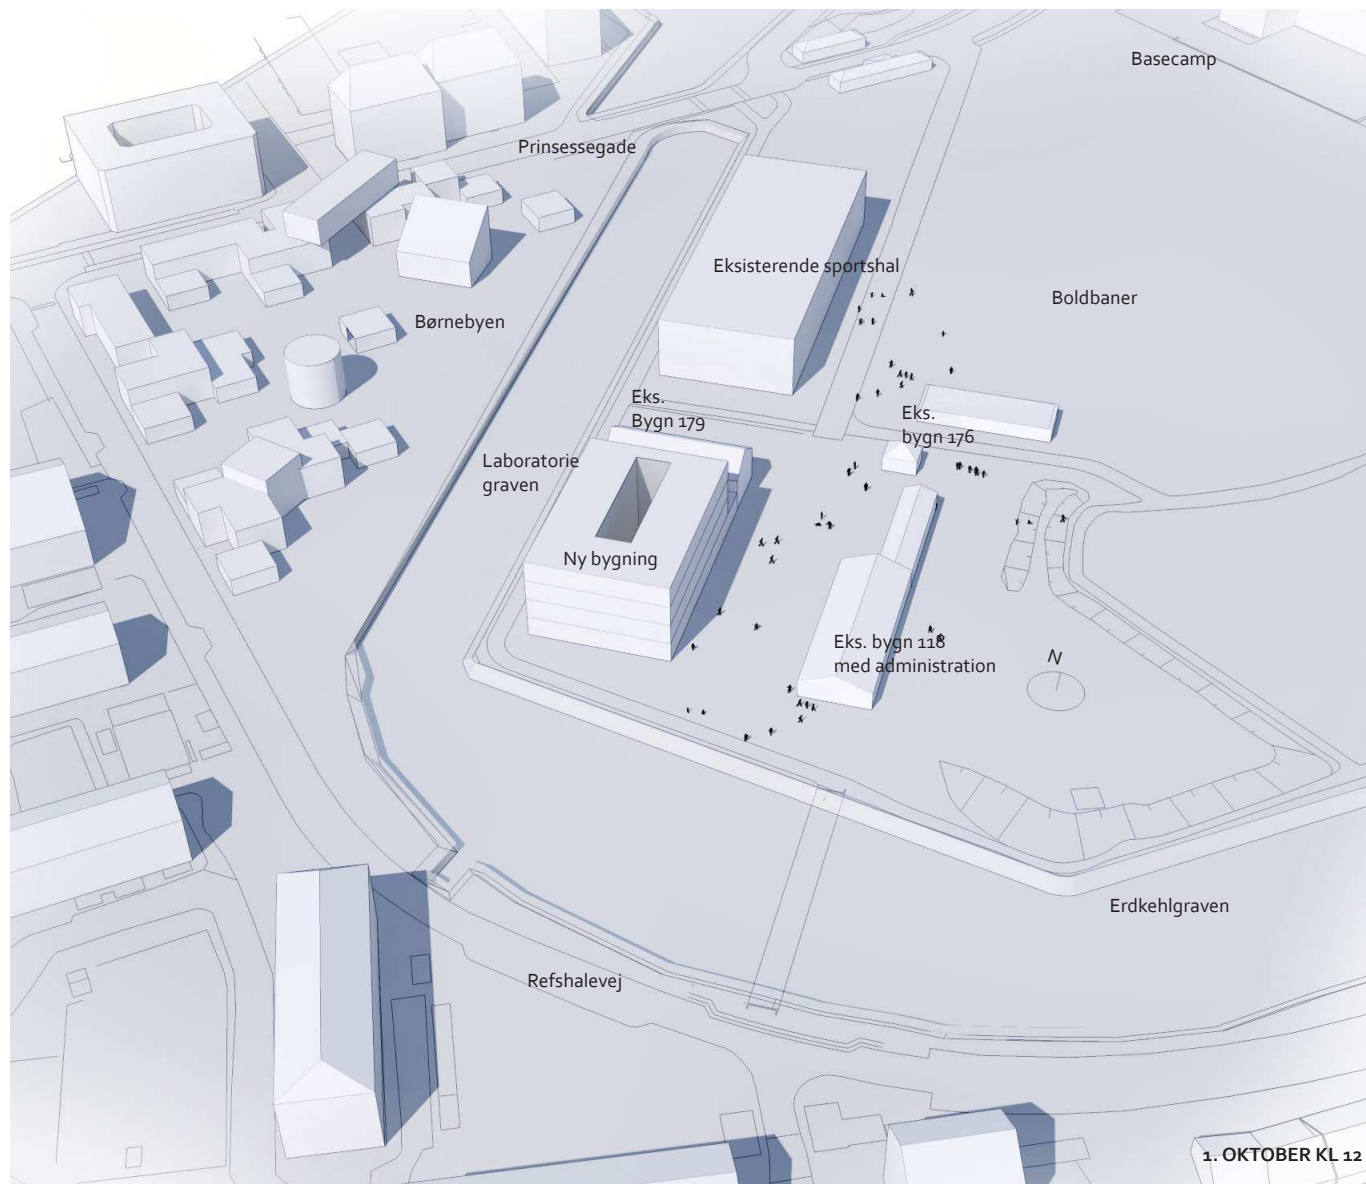 Basecamp
Prinsessegade
Eksisterende sportshal
Boldbaner
Børnebyen
Eks.
Bygn 179
Eks.
bygn 176
Laboratorie
graven
Ny bygning
Eks. bygn 118
med administration
N
Erdkehlgraven
Refshalevej
1. OKTOBER KL 12